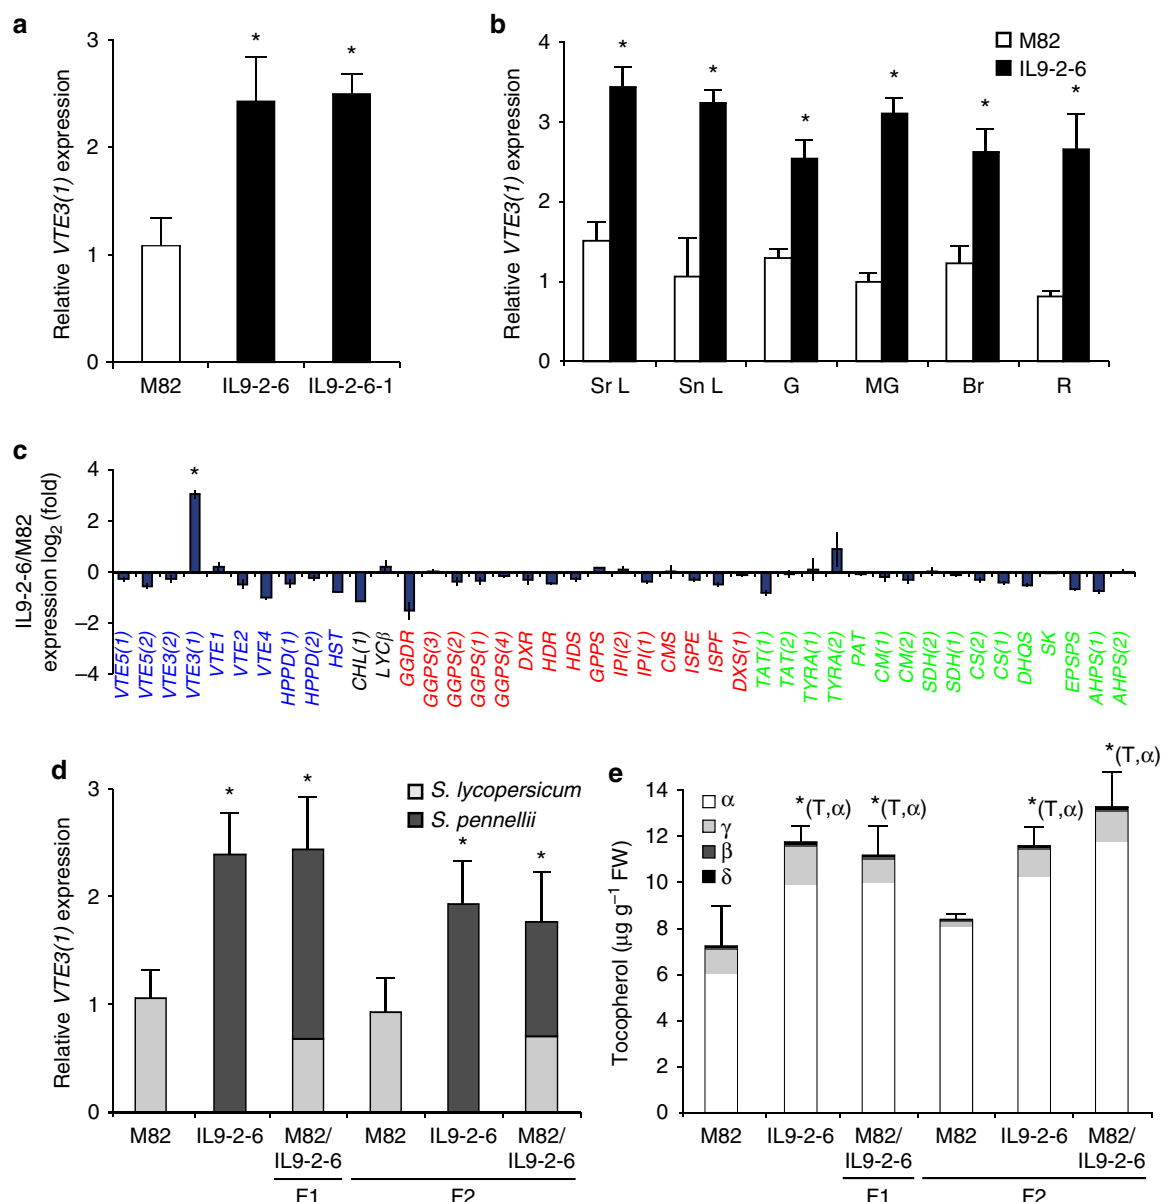 a
3
2
1
0
Relative VTE3(1) expression
*
*
M82
IL9-2-6
IL9-2-6-1
b
4
3
2
1
0
Relative VTE3(1) expression
M82
IL9-2-6
*
*
*
*
*
*
Sr L
Sn L
G
MG
Br
R
c
4
2
0
−2
−4
IL9-2-6/M82
expression log2 (fold)
*
VTE5(1)
VTE5(2)
VTE3(2)
VTE3(1)
VTE1
VTE2
VTE4
HPPD(1)
HPPD(2)
HST
CHL(1)
LYCβ
GGDR
GGPS(3)
GGPS(2)
GGPS(1)
GGPS(4)
DXR
HDR
HDS
GPPS
IPI(2)
IPI(1)
CMS
ISPE
ISPF
DXS(1)
TAT(1)
TAT(2)
TYRA(1)
TYRA(2)
PAT
CM(1)
CM(2)
SDH(2)
SDH(1)
CS(2)
CS(1)
DHQS
SK
EPSPS
AHPS(1)
AHPS(2)
d
3
2
1
0
Relative VTE3(1) expression
S. lycopersicum
S. pennellii
*
*
*
*
M82
IL9-2-6
M82/
IL9-2-6
M82
IL9-2-6
M82/
IL9-2-6
F1
F2
e
14
12
10
8
6
4
2
0
Tocopherol (μg g−1 FW)
α
γ
β
δ
*(T,α)
*(T,α)
*(T,α)
*(T,α)
M82
IL9-2-6
M82/
IL9-2-6
M82
IL9-2-6
M82/
IL9-2-6
F1
F2